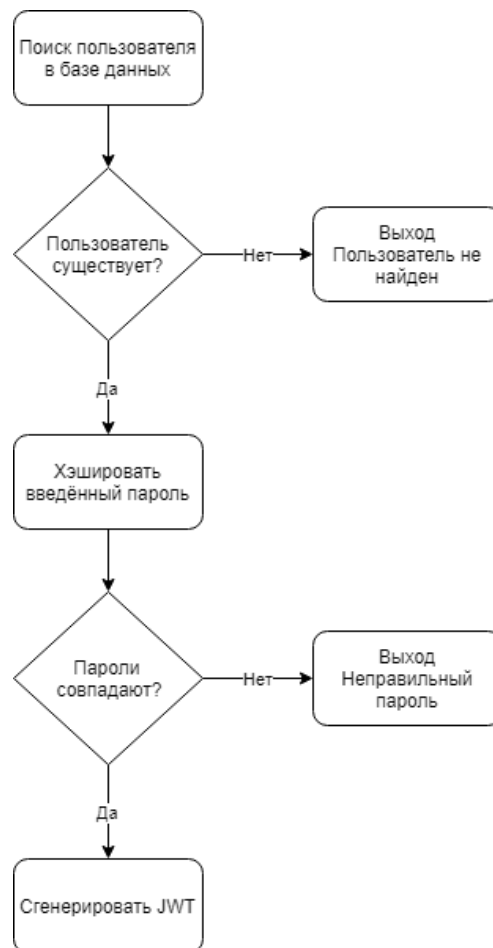 Поиск пользователя
в базе данных
Пользователь
существует?
Нет
Выход
Пользователь не
найден
Да
Хэшировать
введённый пароль
Пароли
совпадают?
Нет
Выход
Неправильный
пароль
Да
Сгенерировать JWT